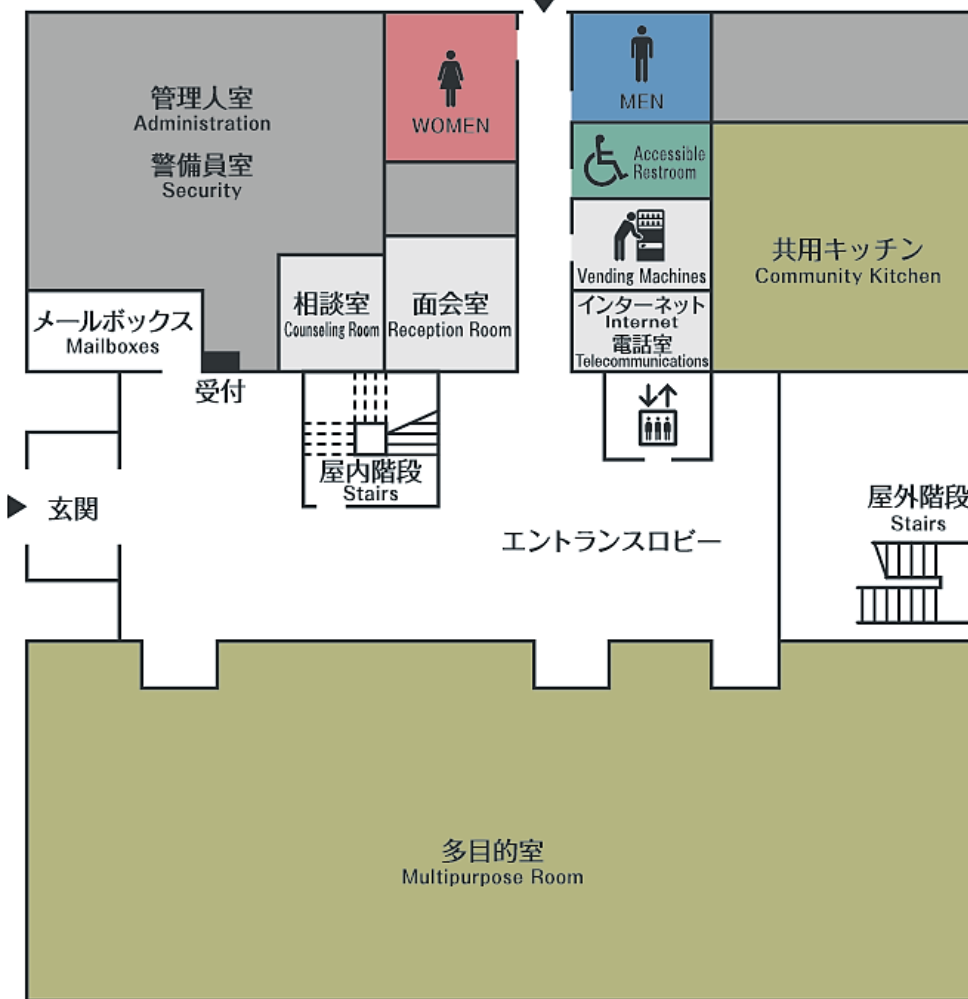 管理人室
Administration
警備員室
Security
WOMEN
MEN
Accessible
Restroom
Vending Machines
共用キッチン
Community Kitchen
メールボックス
Mailboxes
相談室
Counseling Room
面会室
Reception Room
インターネット
Internet
電話室
Telecommunications
受付
屋内階段
Stairs
玄関
エントランスロビー
屋外階段
Stairs
多目的室
Multipurpose Room